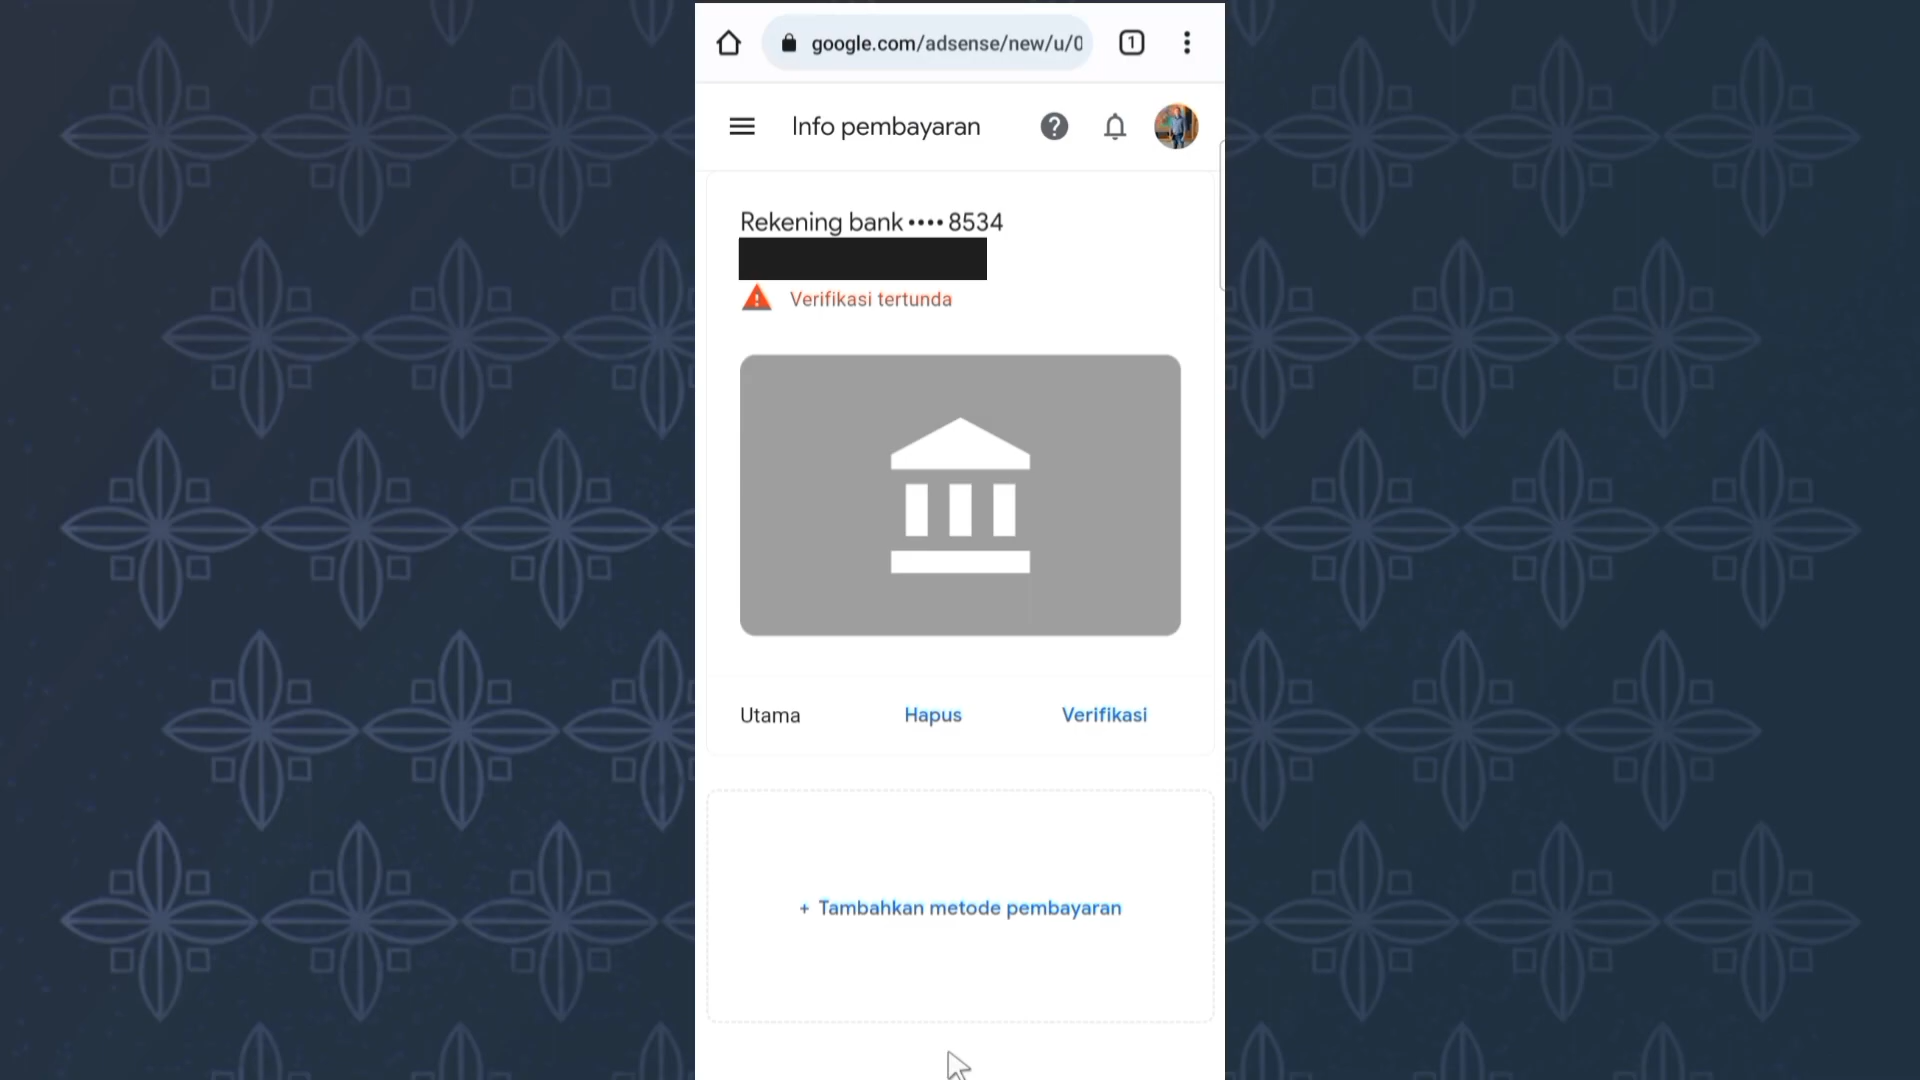 google.com/adsense/new/u/0
1
Info pembayaran
Rekening bank •••• 8534
Verifikasi tertunda
Utama
Hapus
Verifikasi
+ Tambahkan metode pembayaran